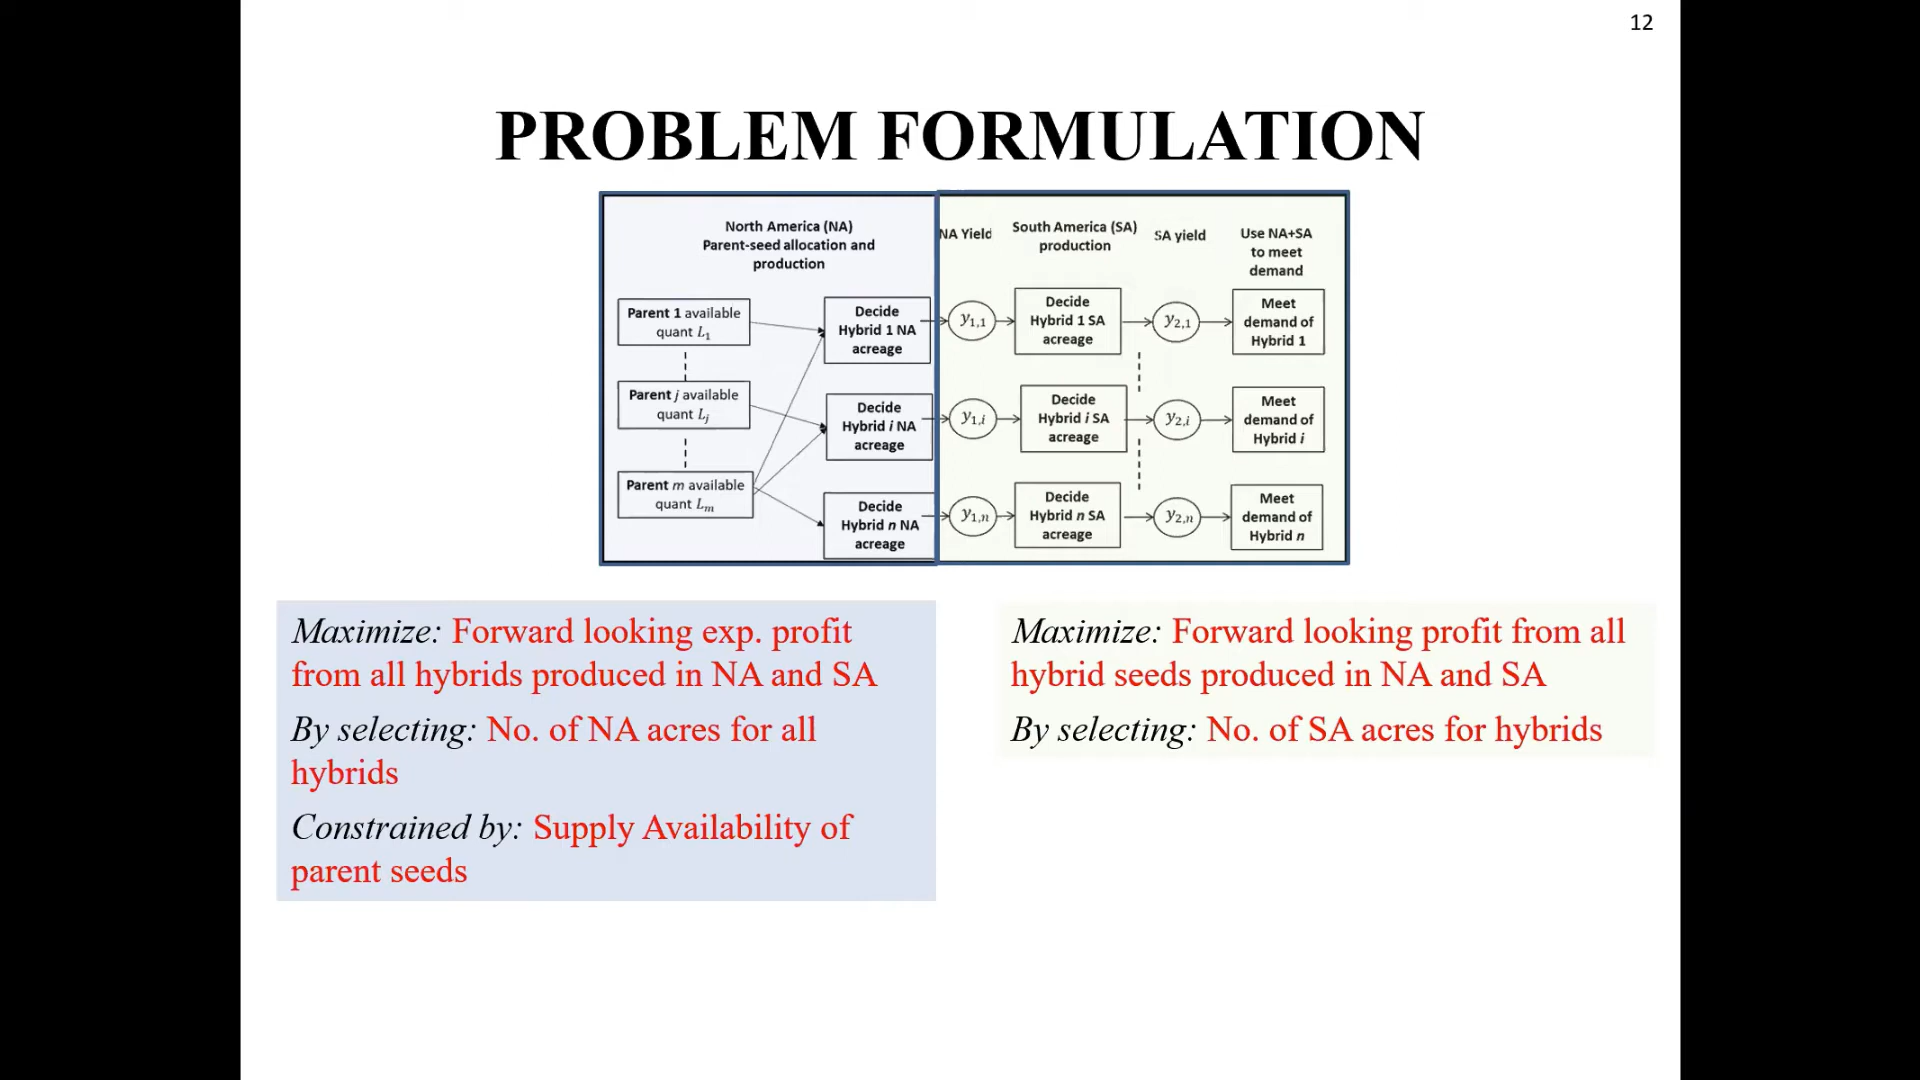 12
PROBLEM FORMULATION
North America (NA)
Parent-seed allocation and
production
NA Yield
South America (SA)
production
SA yield
Use NA+SA
to meet
demand
Parent 1 available
quant L₁
Decide
Hybrid 1 NA
acreage
y₁,₁
Decide
Hybrid 1 SA
acreage
y₂,₁
Meet
demand of
Hybrid 1
Parent j available
quant Lⱼ
Decide
Hybrid i NA
acreage
y₁,ᵢ
Decide
Hybrid i SA
acreage
y₂,ᵢ
Meet
demand of
Hybrid i
Parent m available
quant Lₘ
Decide
Hybrid n NA
acreage
y₁,ₙ
Decide
Hybrid n SA
acreage
y₂,ₙ
Meet
demand of
Hybrid n
Maximize: Forward looking exp. profit
from all hybrids produced in NA and SA
By selecting: No. of NA acres for all
hybrids
Constrained by: Supply Availability of
parent seeds
Maximize: Forward looking profit from all
hybrid seeds produced in NA and SA
By selecting: No. of SA acres for hybrids